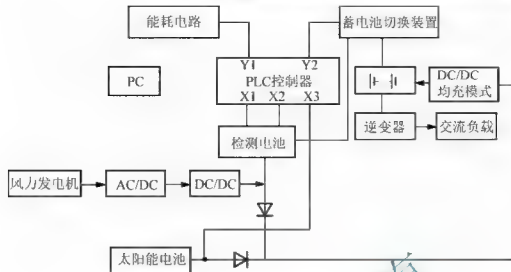 能耗电路
蓄电池切换装置
Y1
Y2
PC
PLC控制器
X1
X2
X3
DC/DC
均充模式
检测电池
逆变器
交流负载
风力发电机
AC/DC
DC/DC
太阳能电池